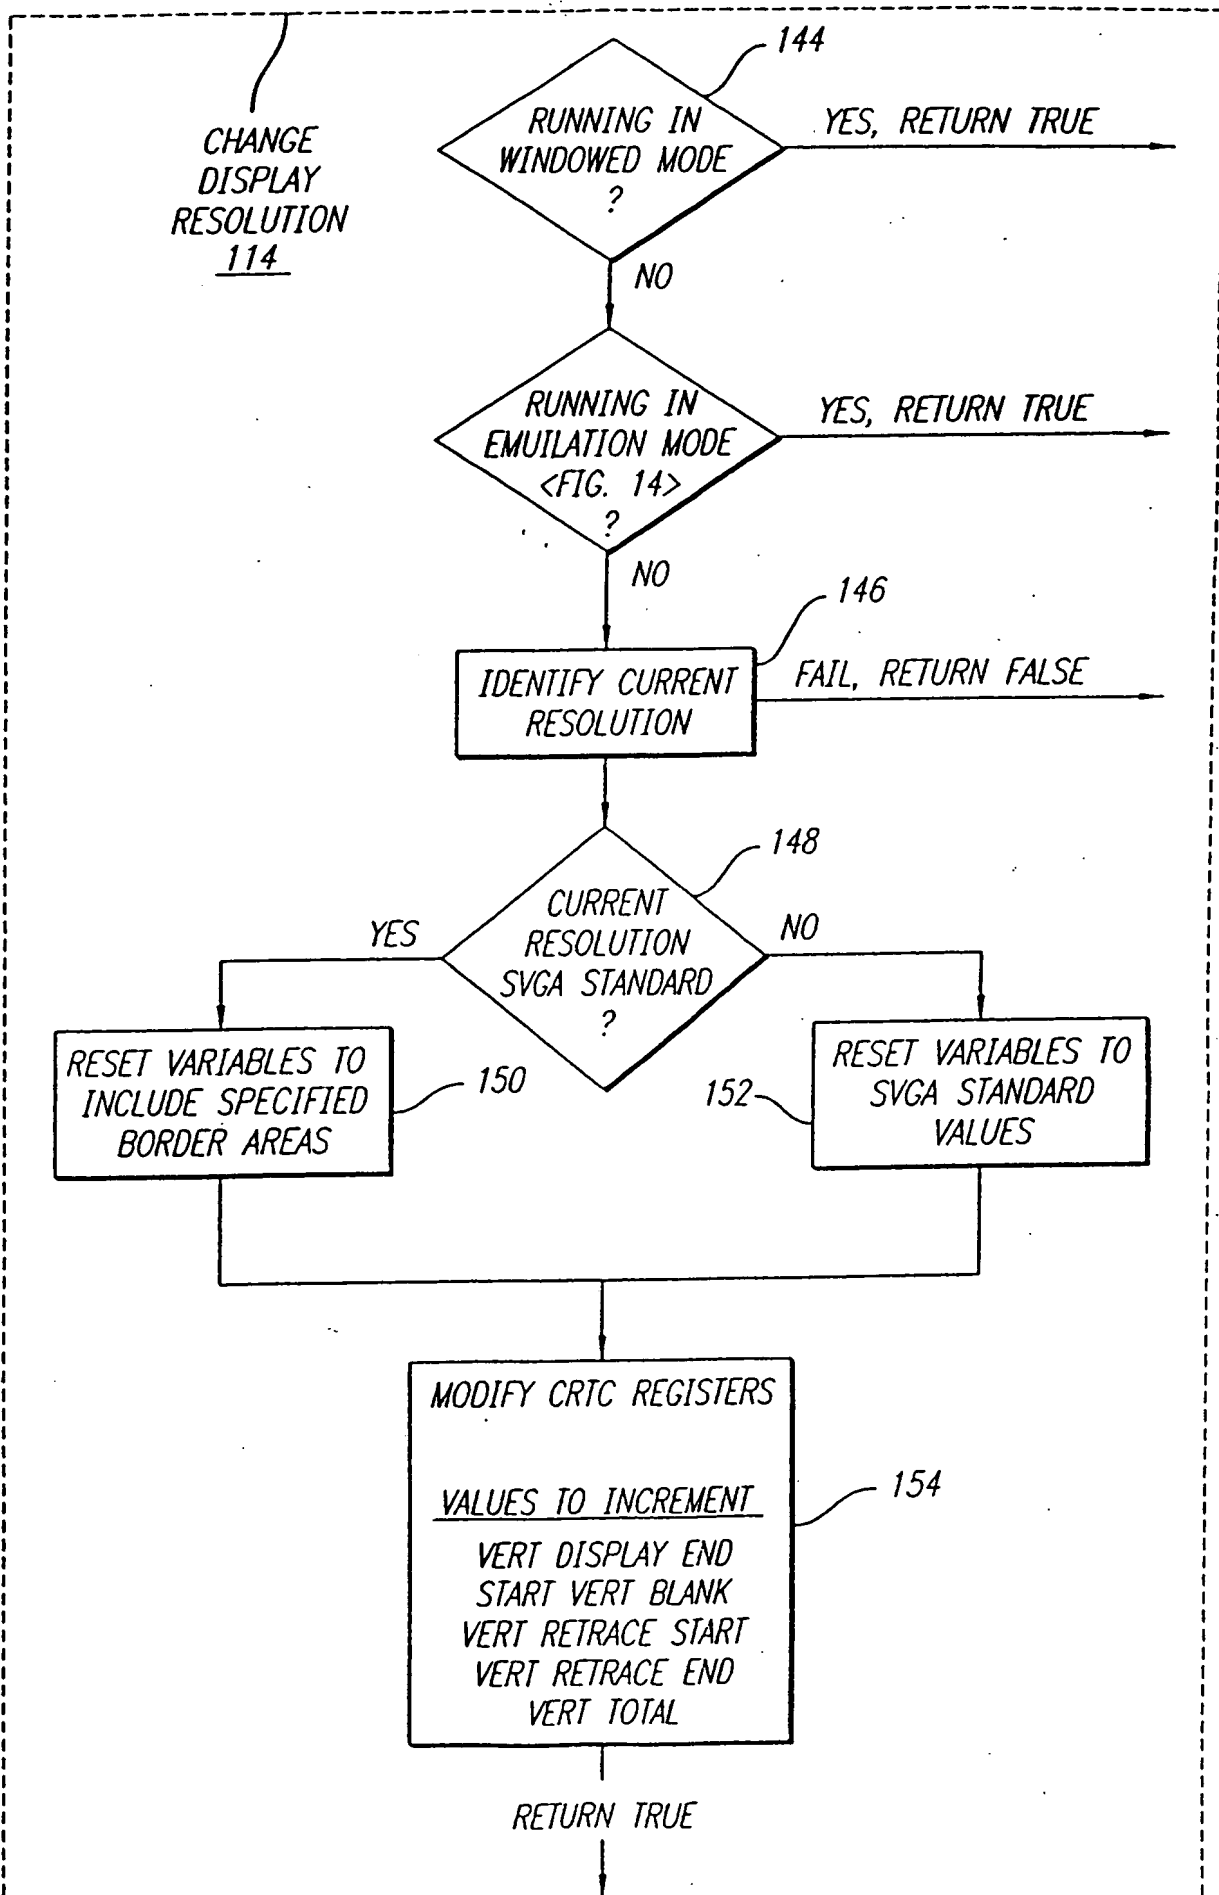 144
RUNNING IN
WINDOWED MODE
?
YES, RETURN TRUE
CHANGE
DISPLAY
RESOLUTION
114
NO
RUNNING IN
EMUILATION MODE
<FIG. 14>
?
YES, RETURN TRUE
NO
146
IDENTIFY CURRENT
RESOLUTION
FAIL, RETURN FALSE
148
CURRENT
RESOLUTION
SVGA STANDARD
?
YES
NO
RESET VARIABLES TO
INCLUDE SPECIFIED
BORDER AREAS
150
152
RESET VARIABLES TO
SVGA STANDARD
VALUES
MODIFY CRTC REGISTERS
VALUES TO INCREMENT
VERT DISPLAY END
START VERT BLANK
VERT RETRACE START
VERT RETRACE END
VERT TOTAL
154
RETURN TRUE